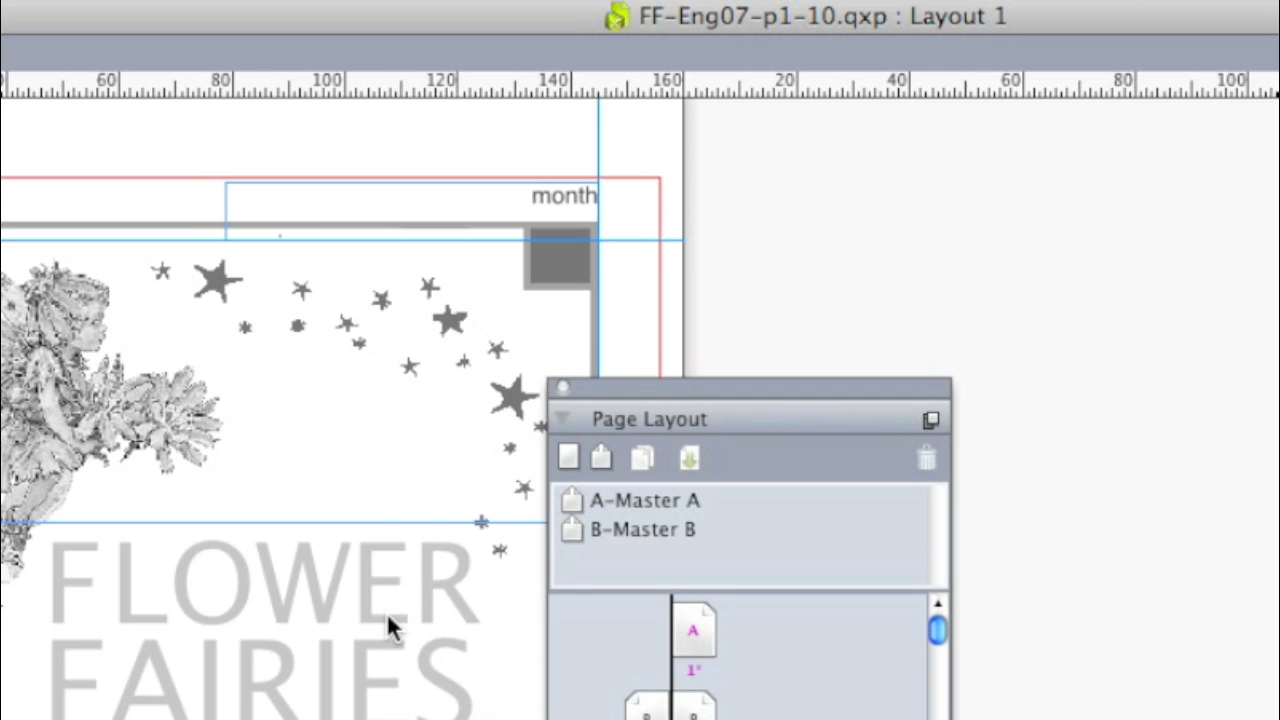 FF-Eng07-p1-10.qxp : Layout 1
60 80 100 120 140 160 20 40 60 80 100
month
FLOWER
FAIRIES
Page Layout
A-Master A
B-Master B
A
1*
B B